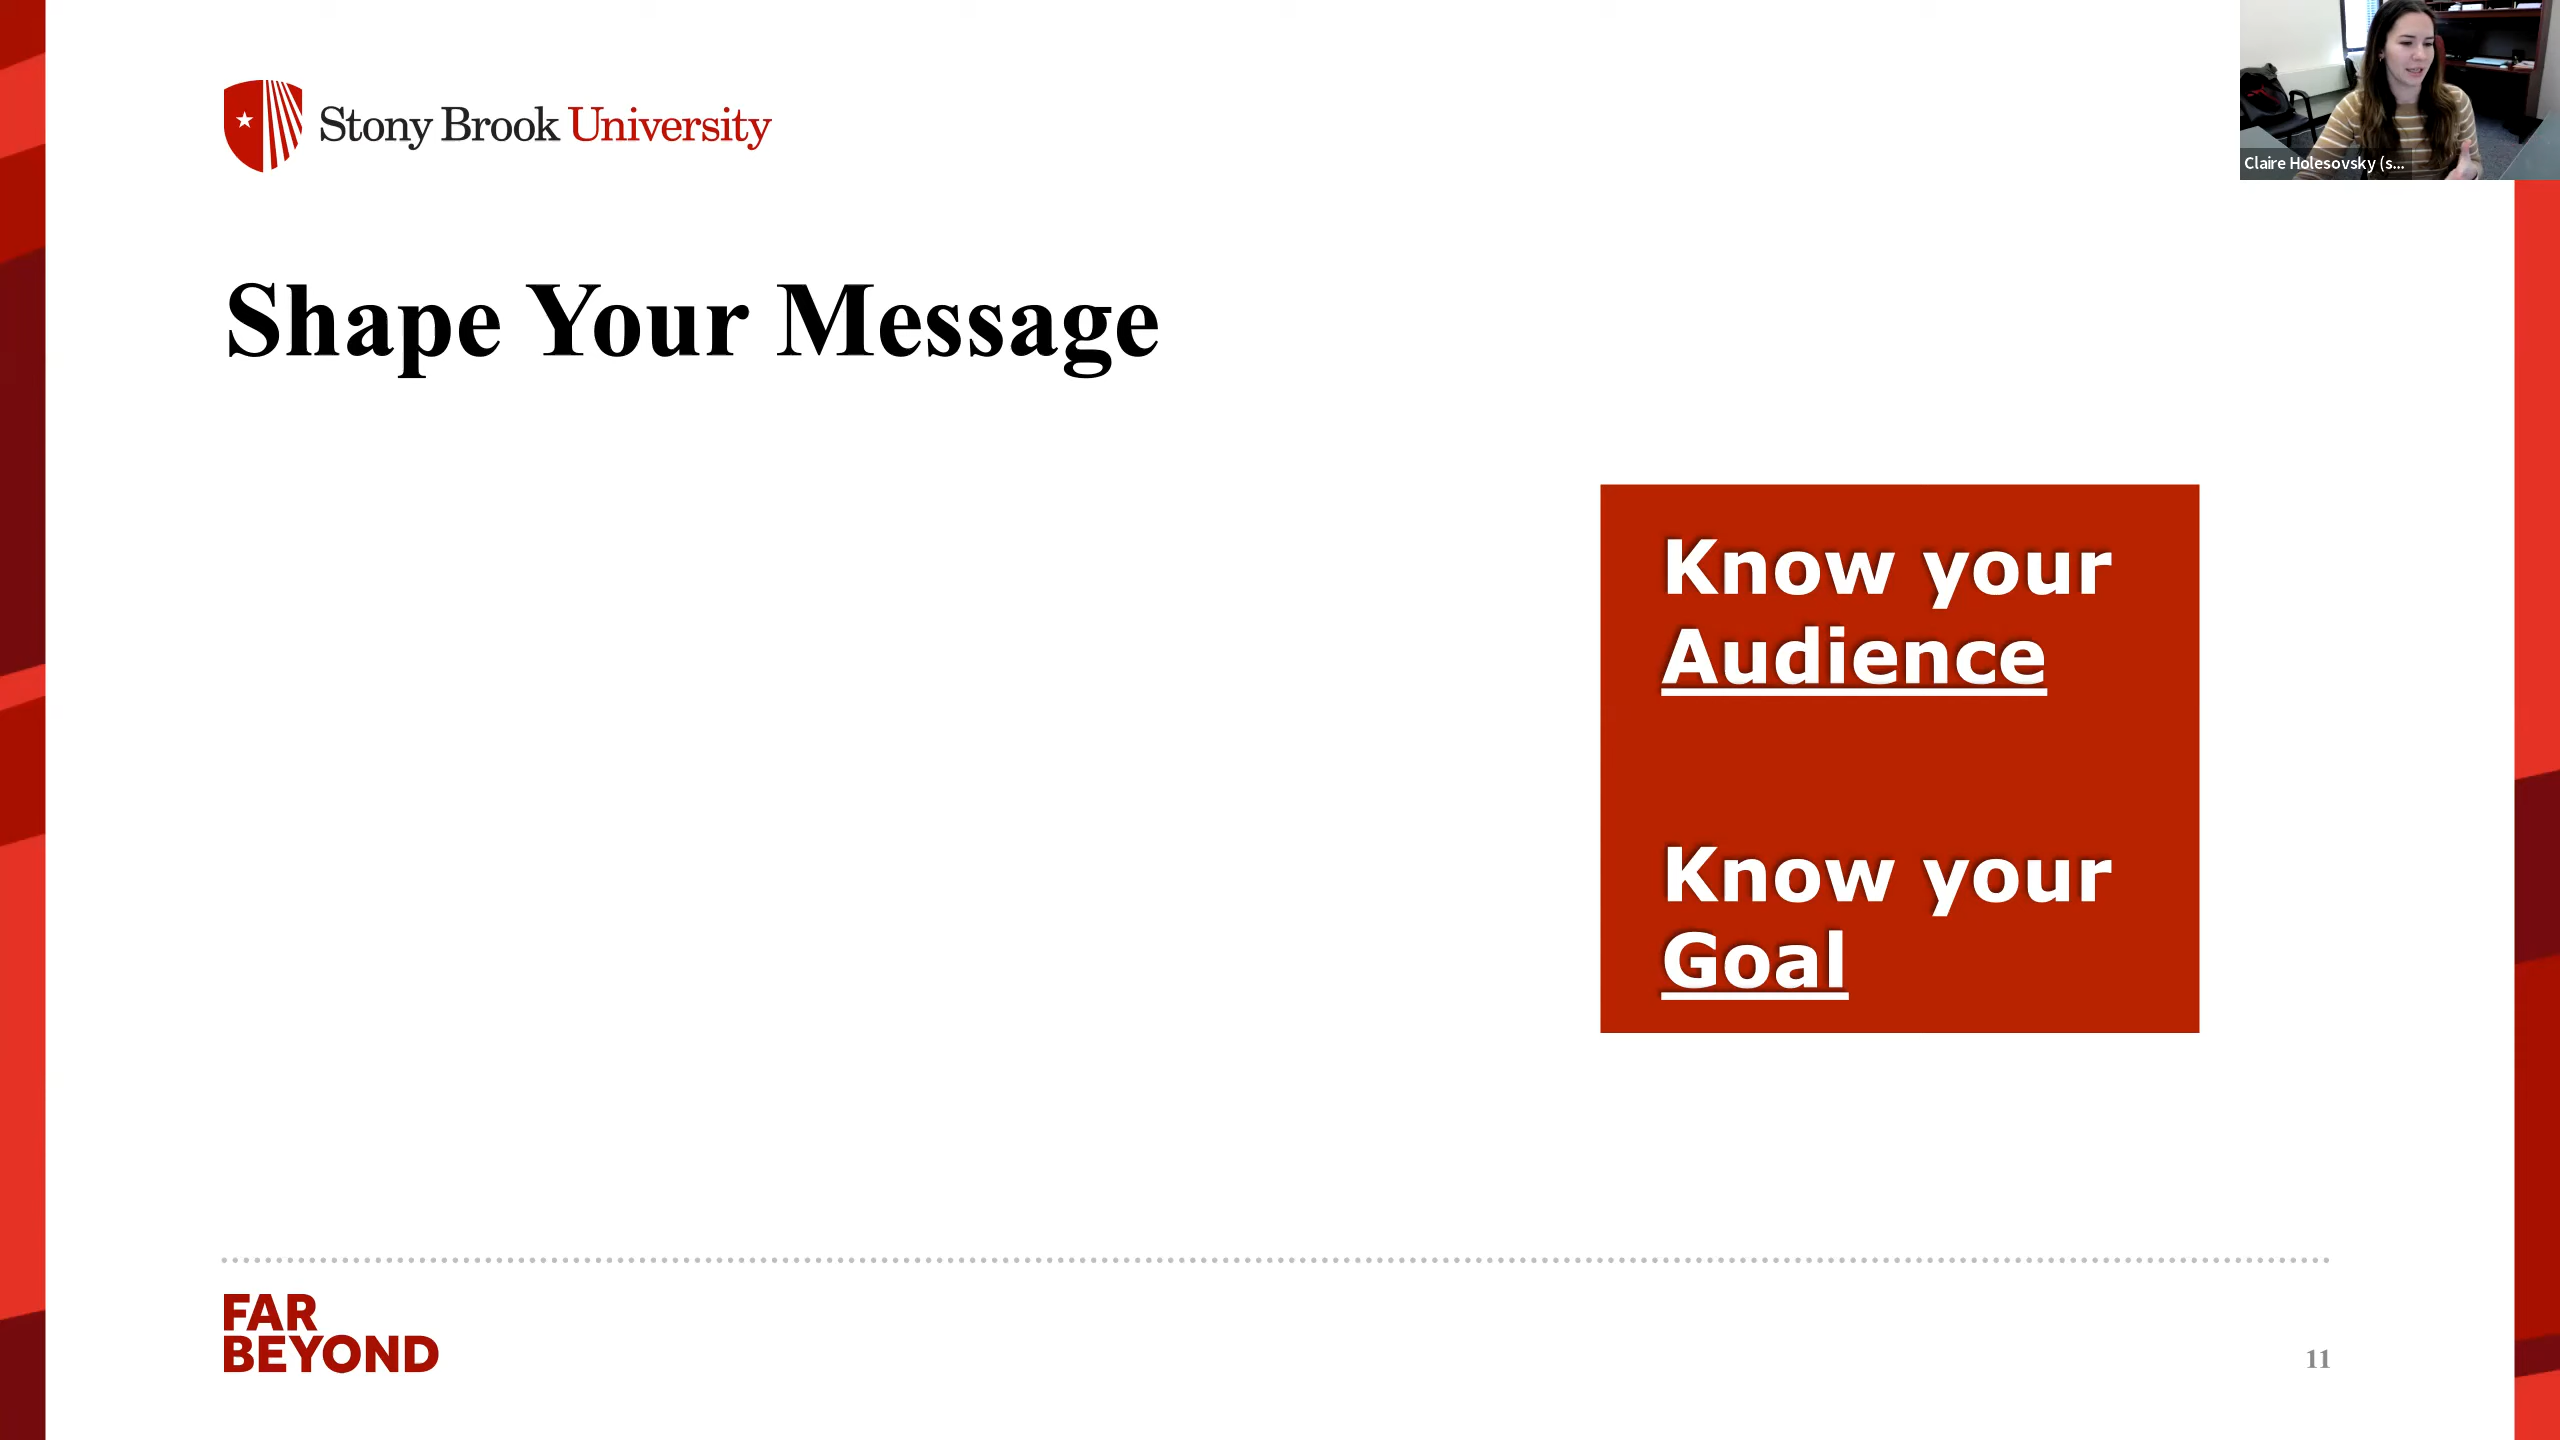 Stony Brook University
Claire Holesovsky (s...
Shape Your Message
Know your
Audience
Know your
Goal
FAR
BEYOND
11